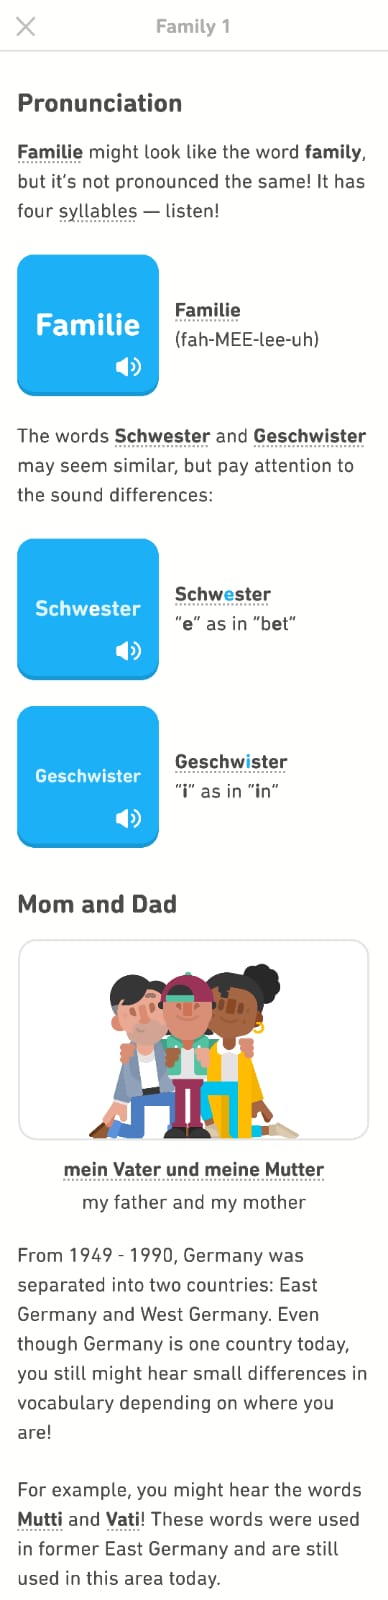 Family 1
Pronunciation
Familie might look like the word family,
but it's not pronounced the same! It has
four syllables — listen!
Familie
Familie
(fah-MEE-lee-uh)
The words Schwester and Geschwister
may seem similar, but pay attention to
the sound differences:
Schwester
Schwester
"e" as in "bet"
Geschwister
Geschwister
"i" as in "in"
Mom and Dad
mein Vater und meine Mutter
my father and my mother
From 1949 - 1990, Germany was
separated into two countries: East
Germany and West Germany. Even
though Germany is one country today,
you still might hear small differences in
vocabulary depending on where you
are!
For example, you might hear the words
Mutti and Vati! These words were used
in former East Germany and are still
used in this area today.